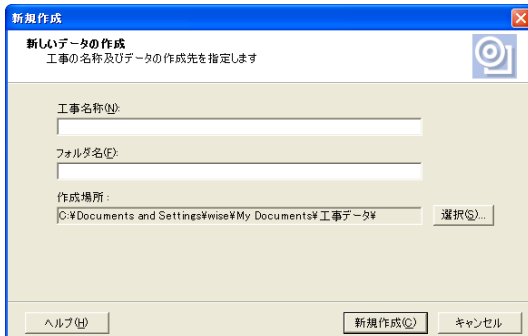 新規作成
新しいデータの作成
工事の名称及びデータの作成先を指定します
工事名称(N):
フォルダ名(F):
作成場所:
C:¥Documents and Settings¥wise¥My Documents¥工事データ¥
選択(S)...
ヘルプ(H)
新規作成(C)
キャンセル